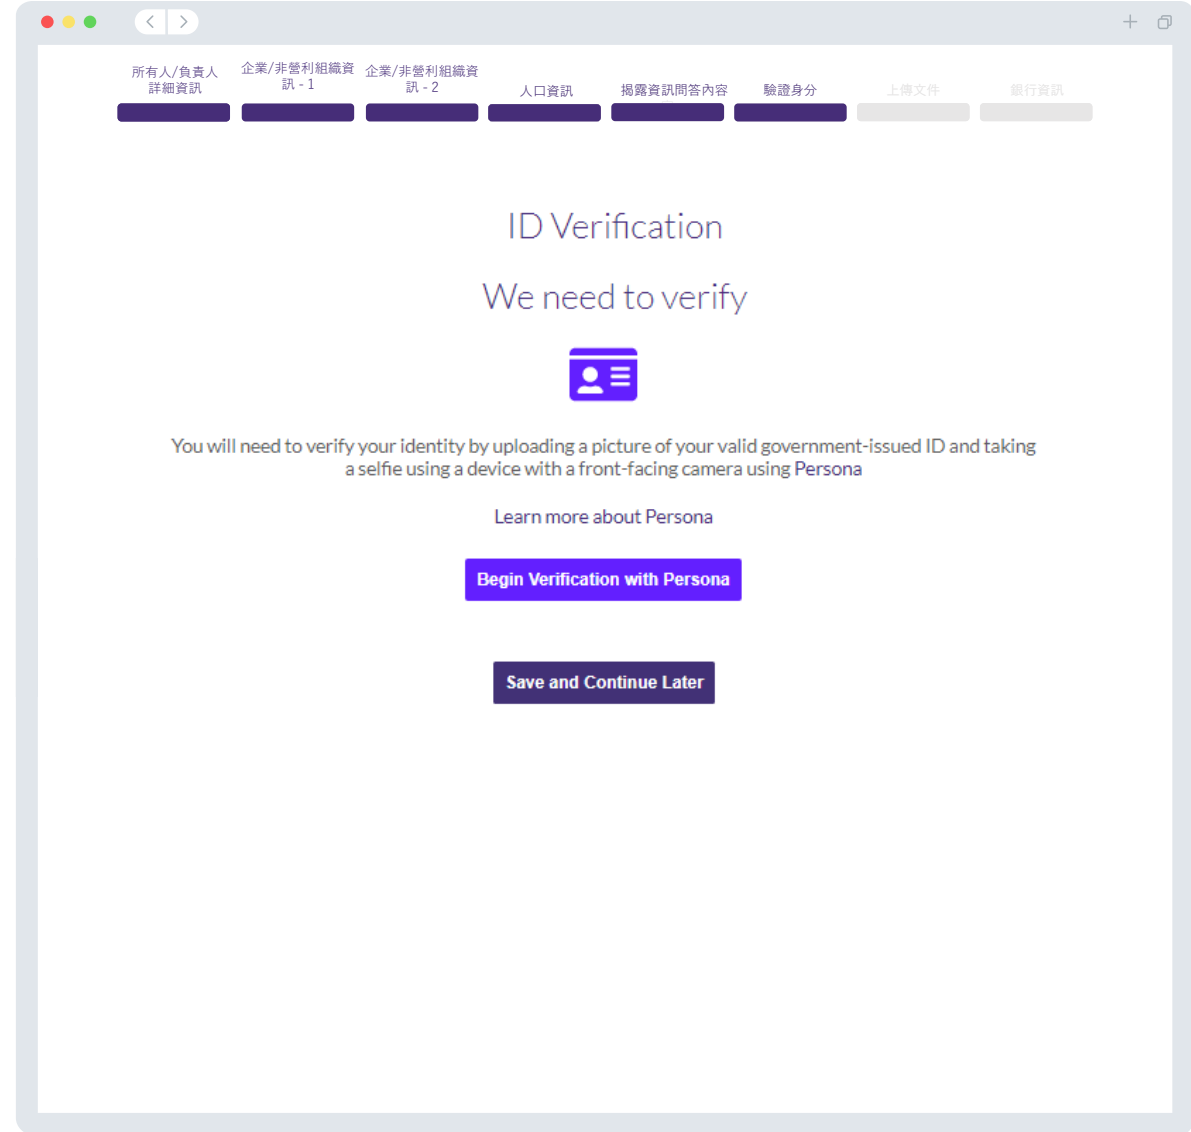 所有人/負責人
詳細資訊
企業/非營利組織資
訊 - 1
企業/非營利組織資
訊 - 2
人口資訊
揭露資訊問答內容
驗證身分
上傳文件
銀行資訊
ID Verification
We need to verify
You will need to verify your identity by uploading a picture of your valid government-issued ID and taking
a selfie using a device with a front-facing camera using Persona
Learn more about Persona
Begin Verification with Persona
Save and Continue Later